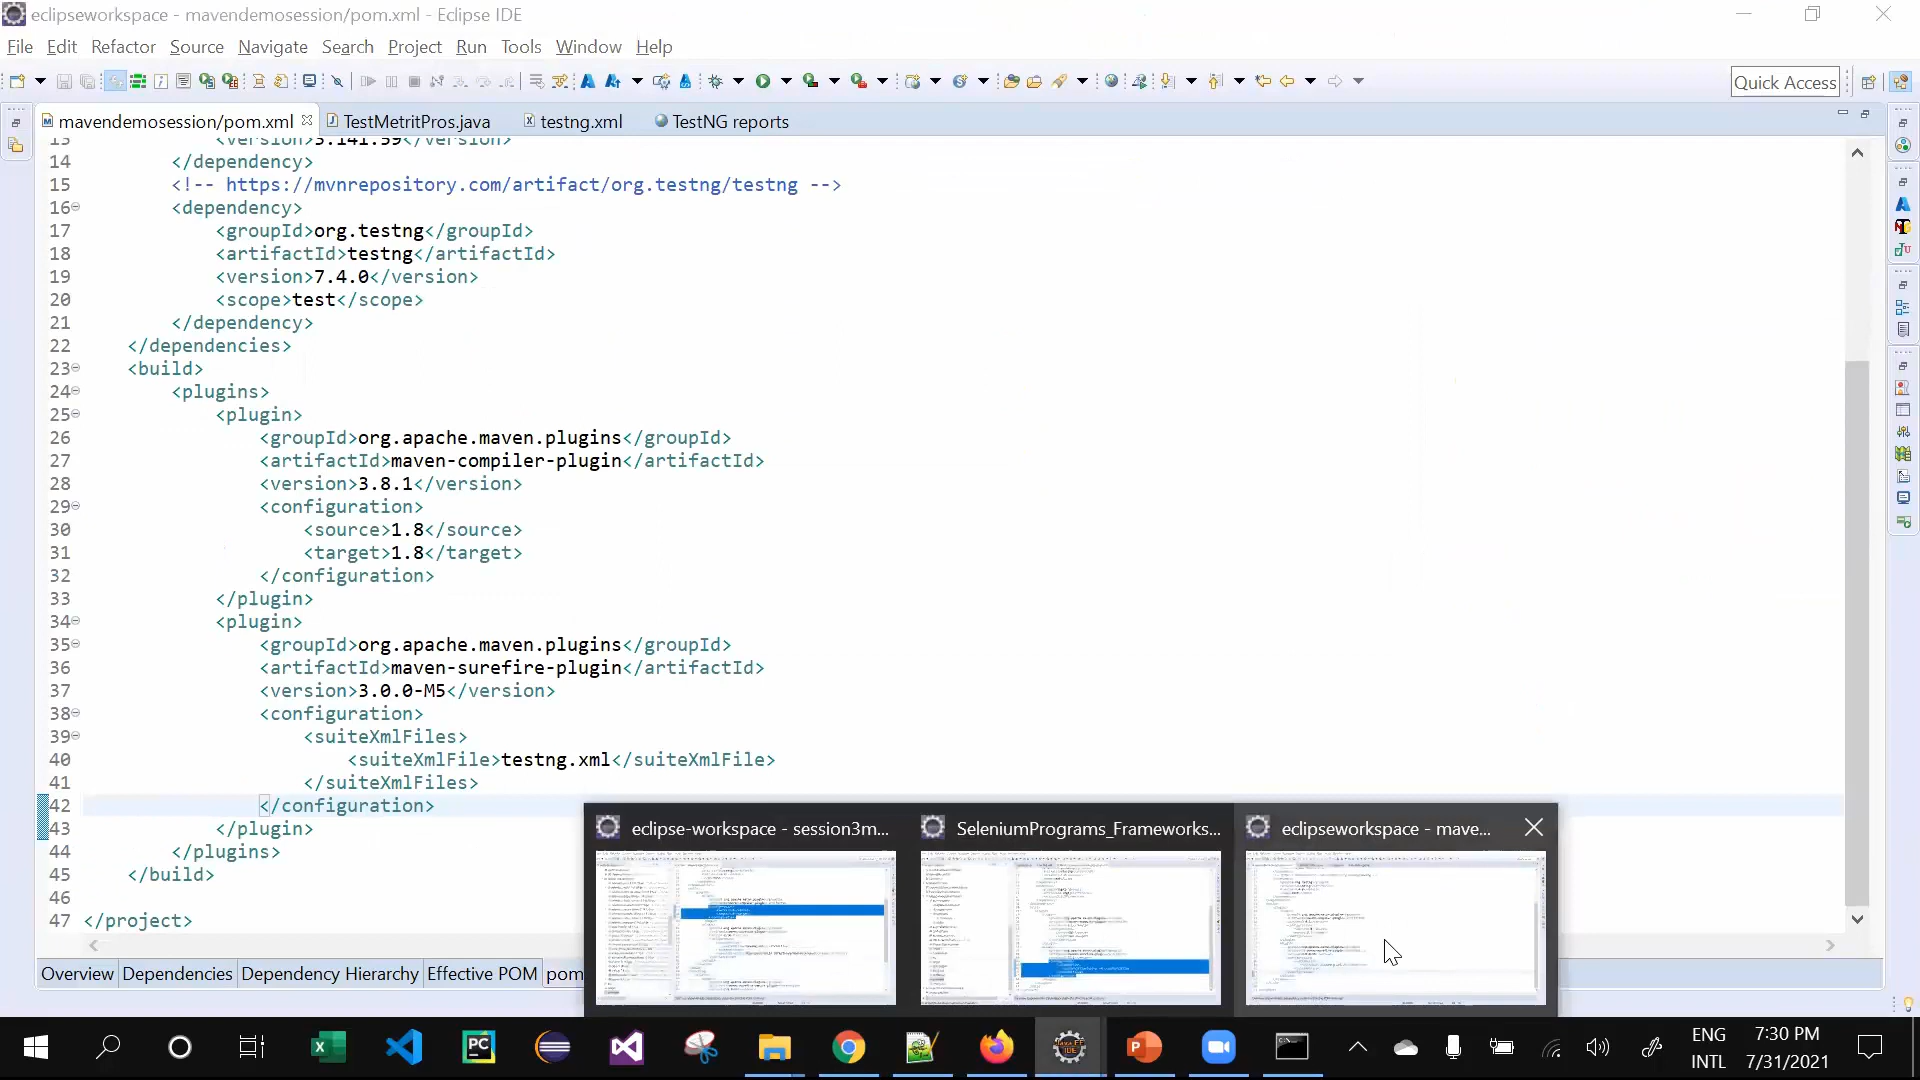 eclipseworkspace - mavendemosession/pom.xml - Eclipse IDE
File Edit Refactor Source Navigate Search Project Run Tools Window Help
Quick Access
mavendemosession/pom.xml TestMetritPros.java testng.xml TestNG reports
13 <version>3.141.59</version>
14 </dependency>
15 <!-- https://mvnrepository.com/artifact/org.testng/testng -->
16 <dependency>
17 <groupId>org.testng</groupId>
18 <artifactId>testng</artifactId>
19 <version>7.4.0</version>
20 <scope>test</scope>
21 </dependency>
22 </dependencies>
23 <build>
24 <plugins>
25 <plugin>
26 <groupId>org.apache.maven.plugins</groupId>
27 <artifactId>maven-compiler-plugin</artifactId>
28 <version>3.8.1</version>
29 <configuration>
30 <source>1.8</source>
31 <target>1.8</target>
32 </configuration>
33 </plugin>
34 <plugin>
35 <groupId>org.apache.maven.plugins</groupId>
36 <artifactId>maven-surefire-plugin</artifactId>
37 <version>3.0.0-M5</version>
38 <configuration>
39 <suiteXmlFiles>
40 <suiteXmlFile>testng.xml</suiteXmlFile>
41 </suiteXmlFiles>
42 </configuration>
43 </plugin>
44 </plugins>
45 </build>
46
47 </project>
Overview Dependencies Dependency Hierarchy Effective POM pom
eclipse-workspace - session3m... SeleniumPrograms_Frameworks... eclipseworkspace - mave...
ENG
INTL
7:30 PM
7/31/2021